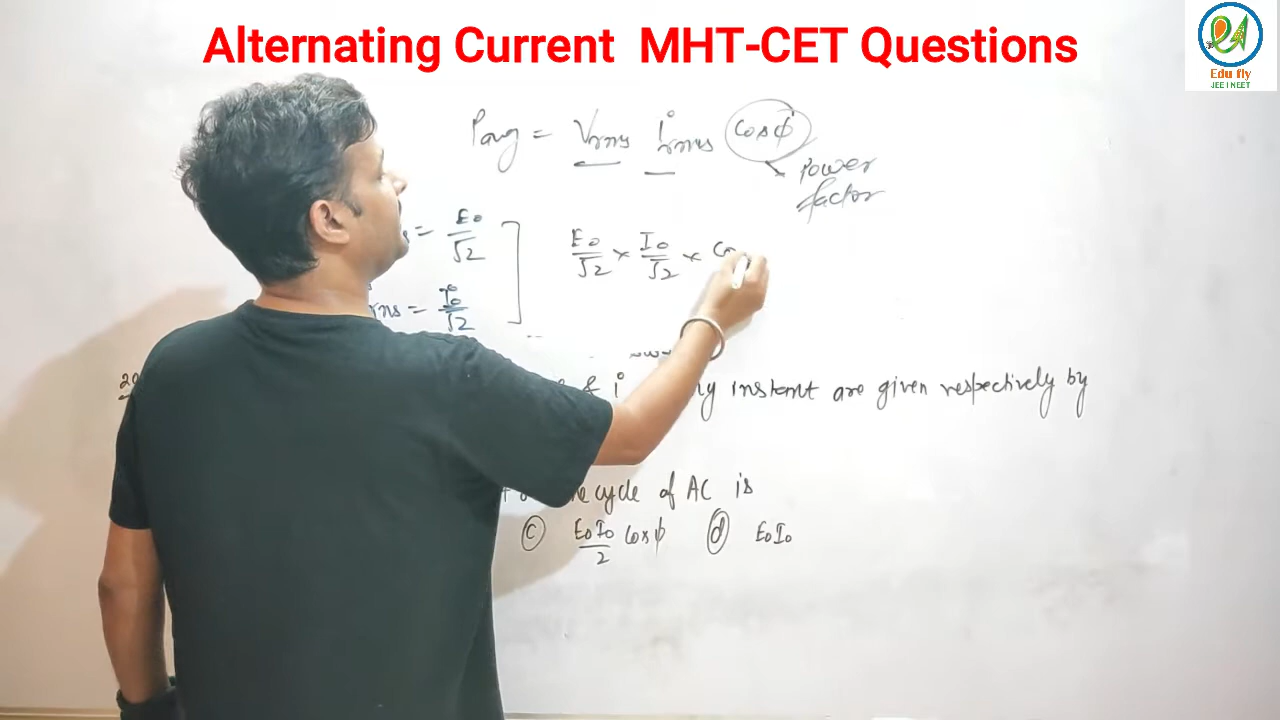 Alternating Current MHT-CET Questions
Edu fly
JEE I NEET
Pavg = Vrms irms cosφ
Power
factor
= E0/√2
E0/√2 × I0/√2 × Co
rms = I0/√2
29
& i instant are given respectively by
cycle of AC is
(c) E0I0/2 cosφ (d) E0I0